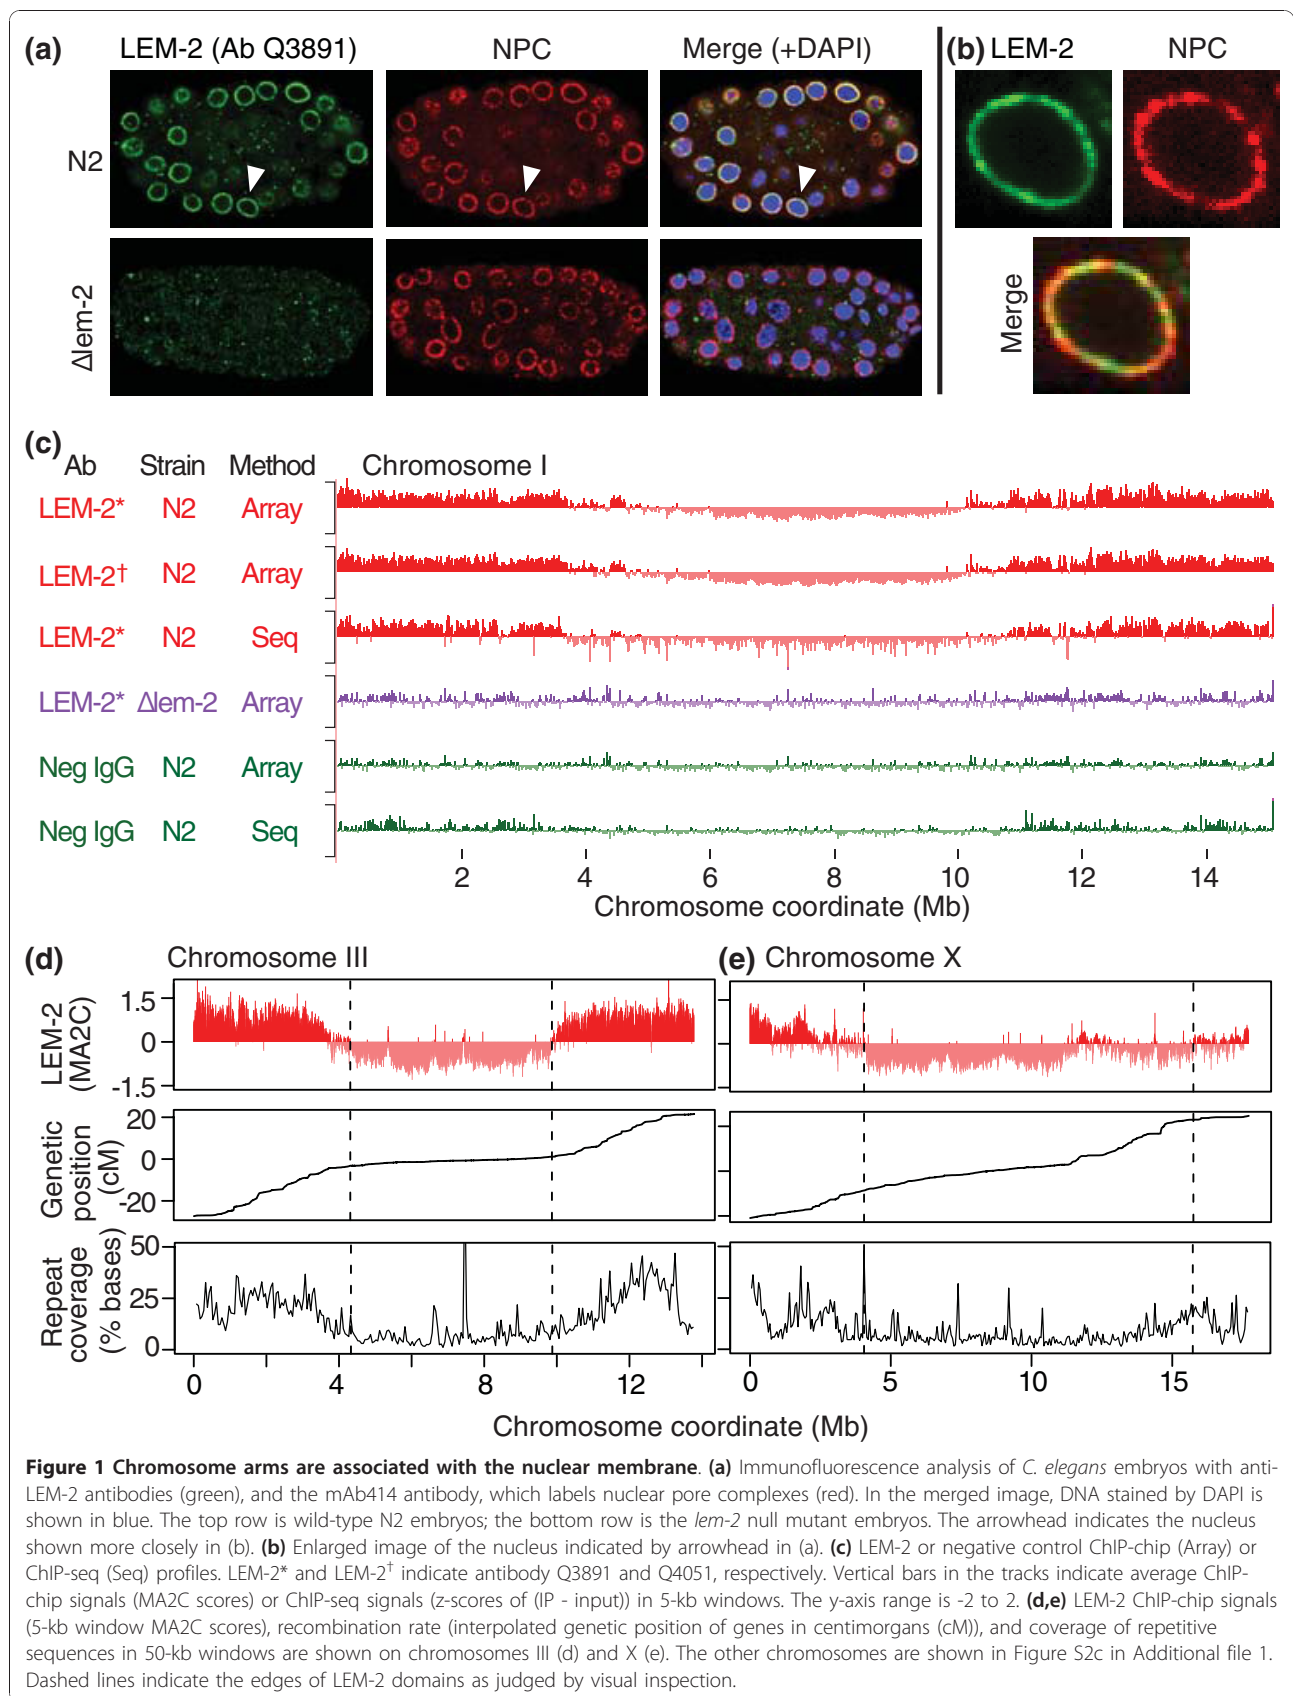 (a) LEM-2 (Ab Q3891) NPC Merge (+DAPI)
N2
Δlem-2
(b) LEM-2 NPC
Merge
(c)
Ab Strain Method Chromosome I
LEM-2* N2 Array
LEM-2† N2 Array
LEM-2* N2 Seq
LEM-2* Δlem-2 Array
Neg IgG N2 Array
Neg IgG N2 Seq
2 4 6 8 10 12 14
Chromosome coordinate (Mb)
(d) Chromosome III
(e) Chromosome X
LEM-2
(MA2C)
1.5
0
-1.5
Genetic
position
(cM)
20
0
-20
Repeat
coverage
(% bases)
50
25
0
0 4 8 12
0 5 10 15
Chromosome coordinate (Mb)
Figure 1 Chromosome arms are associated with the nuclear membrane. (a) Immunofluorescence analysis of C. elegans embryos with anti-
LEM-2 antibodies (green), and the mAb414 antibody, which labels nuclear pore complexes (red). In the merged image, DNA stained by DAPI is
shown in blue. The top row is wild-type N2 embryos; the bottom row is the lem-2 null mutant embryos. The arrowhead indicates the nucleus
shown more closely in (b). (b) Enlarged image of the nucleus indicated by arrowhead in (a). (c) LEM-2 or negative control ChIP-chip (Array) or
ChIP-seq (Seq) profiles. LEM-2* and LEM-2† indicate antibody Q3891 and Q4051, respectively. Vertical bars in the tracks indicate average ChIP-
chip signals (MA2C scores) or ChIP-seq signals (z-scores of (IP - input)) in 5-kb windows. The y-axis range is -2 to 2. (d,e) LEM-2 ChIP-chip signals
(5-kb window MA2C scores), recombination rate (interpolated genetic position of genes in centimorgans (cM)), and coverage of repetitive
sequences in 50-kb windows are shown on chromosomes III (d) and X (e). The other chromosomes are shown in Figure S2c in Additional file 1.
Dashed lines indicate the edges of LEM-2 domains as judged by visual inspection.